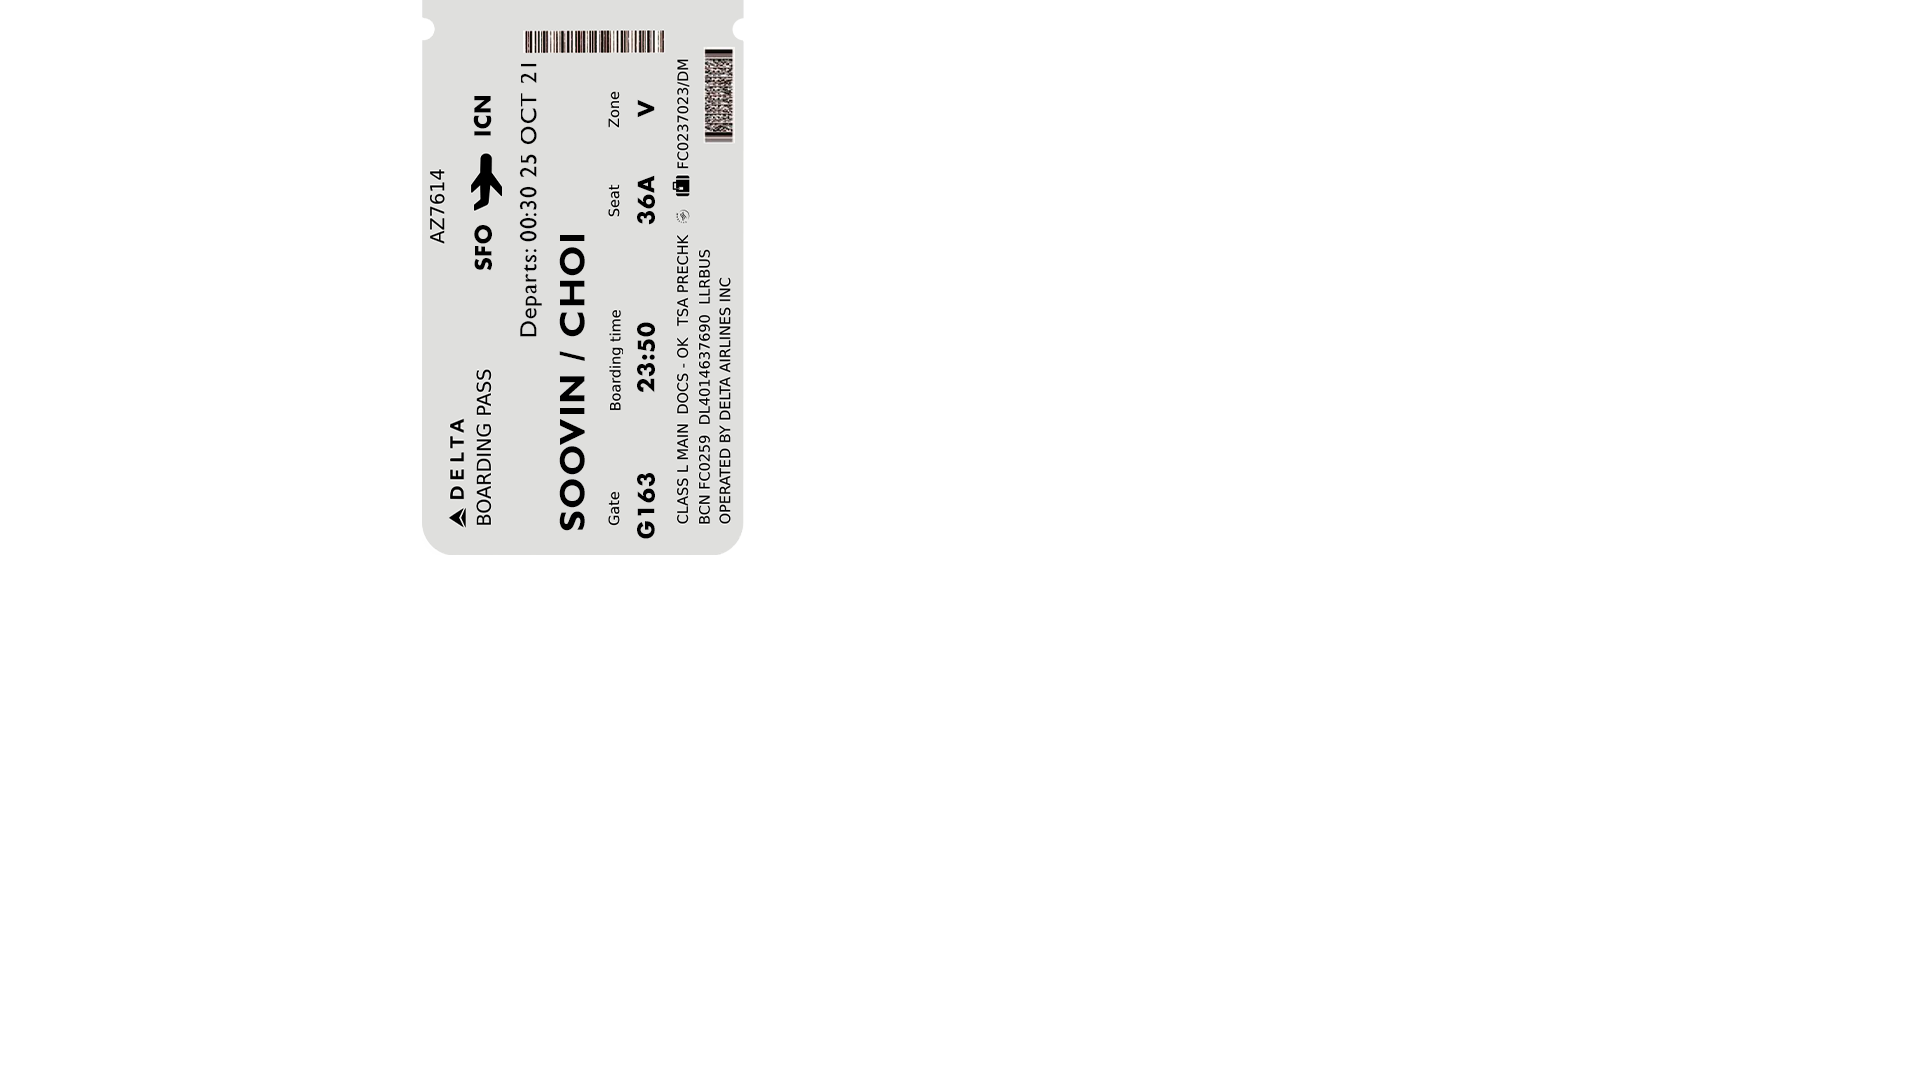 AZ7614
DELTA
BOARDING PASS
SFO ICN
Departs: 00:30 25 OCT 21
SOOVIN / CHOI
Gate Boarding time Seat Zone
G163 23:50 36A V
CLASS L MAIN DOCS - OK TSA PRECHK FC0237023/DM
BCN FC0259 DL4014637690 LLRBUS
OPERATED BY DELTA AIRLINES INC